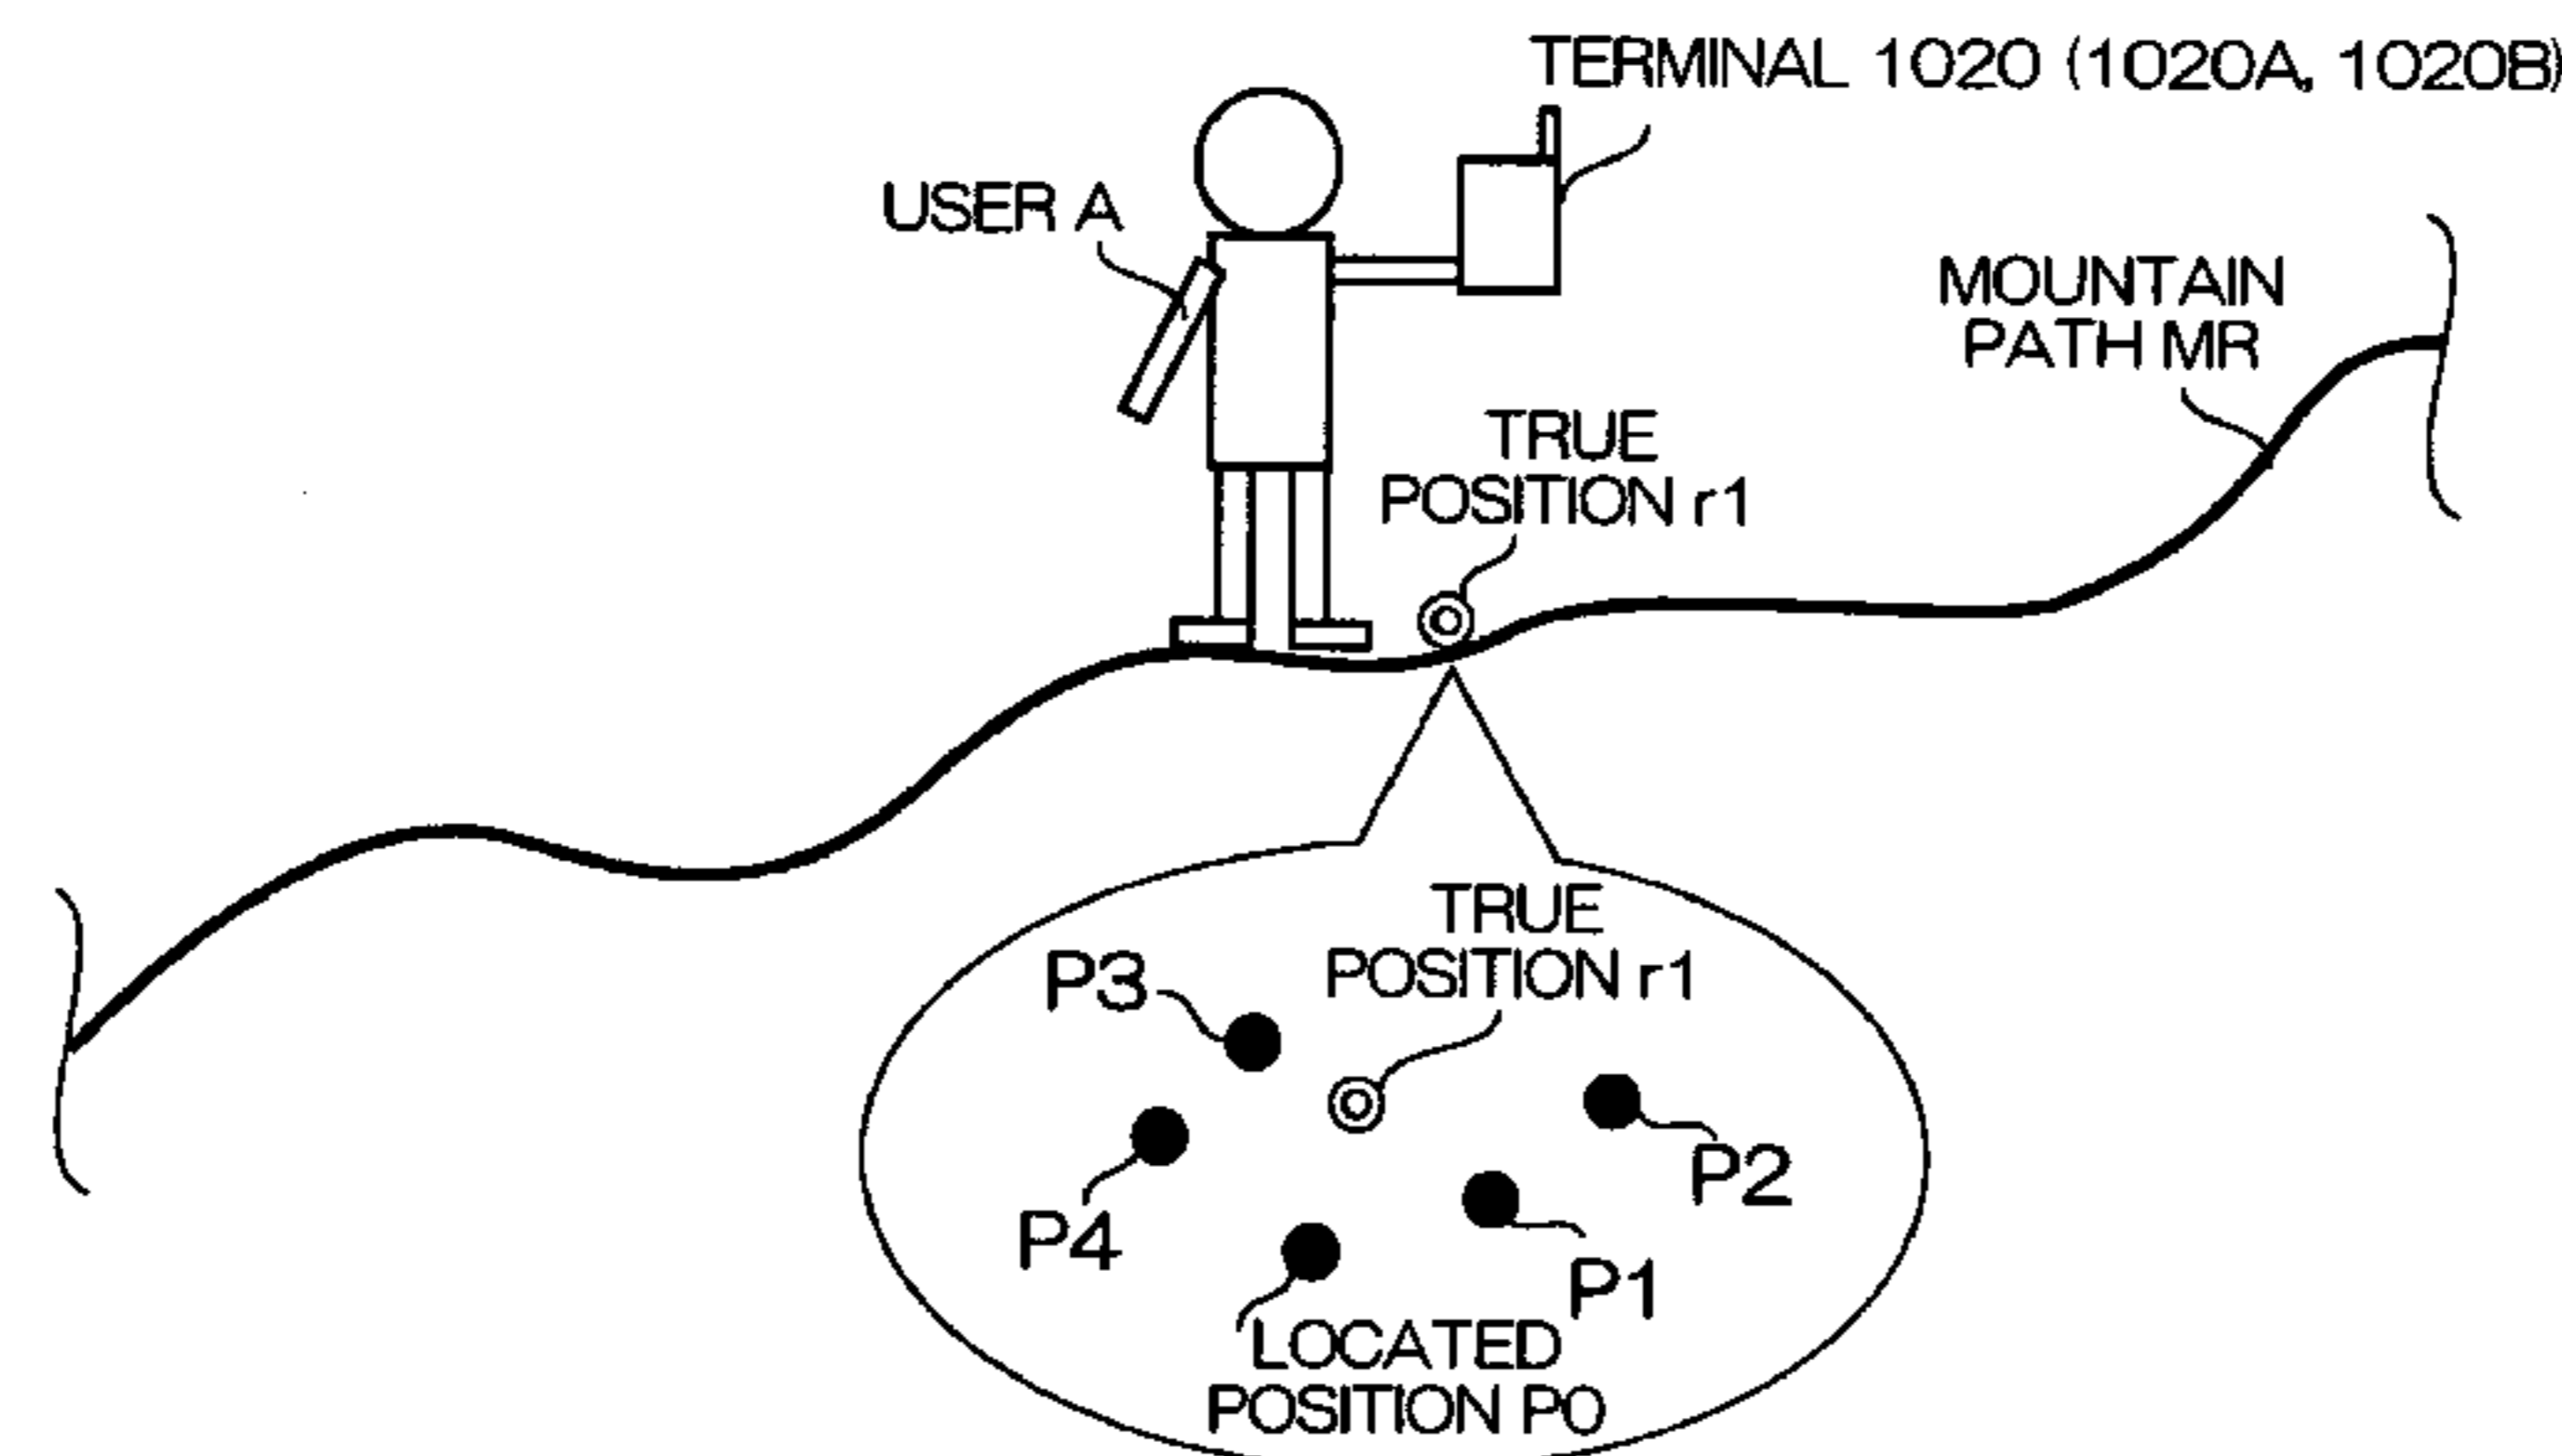 TERMINAL 1020 (1020A, 1020B)
USER A
MOUNTAIN
PATH MR
TRUE
POSITION r1
TRUE
POSITION r1
P3
P4
P2
P1
LOCATED
POSITION P0